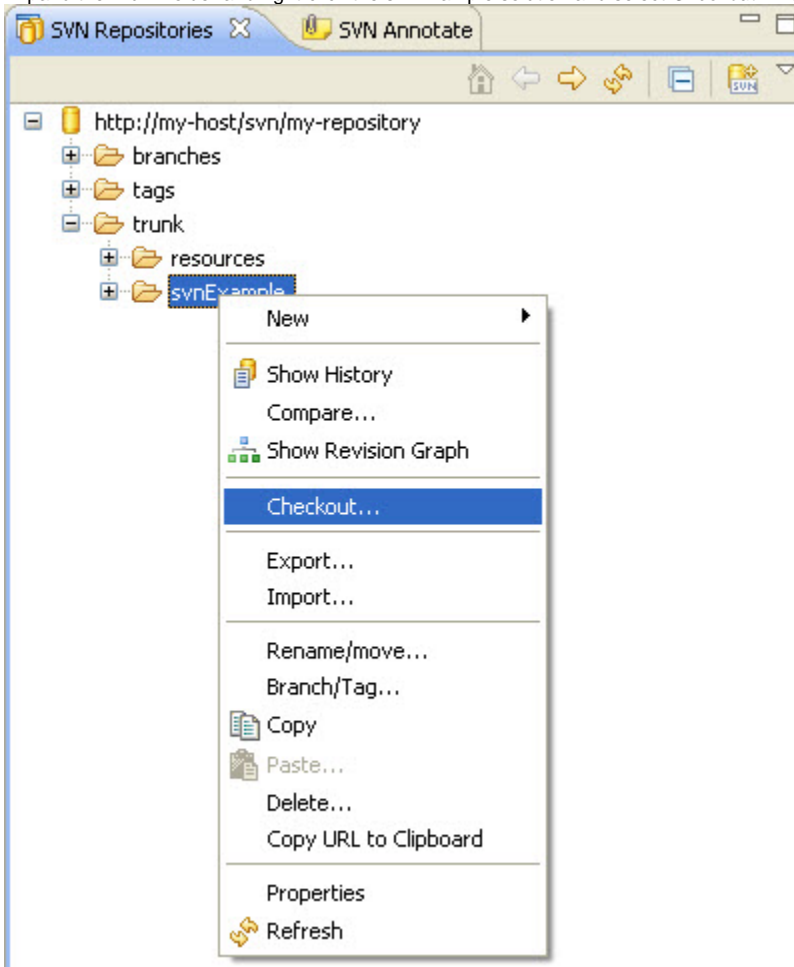 SVN Repositories SVN Annotate
SVN
http://my-host/svn/my-repository
branches
tags
trunk
resources
svnExample
New
Show History
Compare...
Show Revision Graph
Checkout...
Export...
Import...
Rename/move...
Branch/Tag...
Copy
Paste...
Delete...
Copy URL to Clipboard
Properties
Refresh